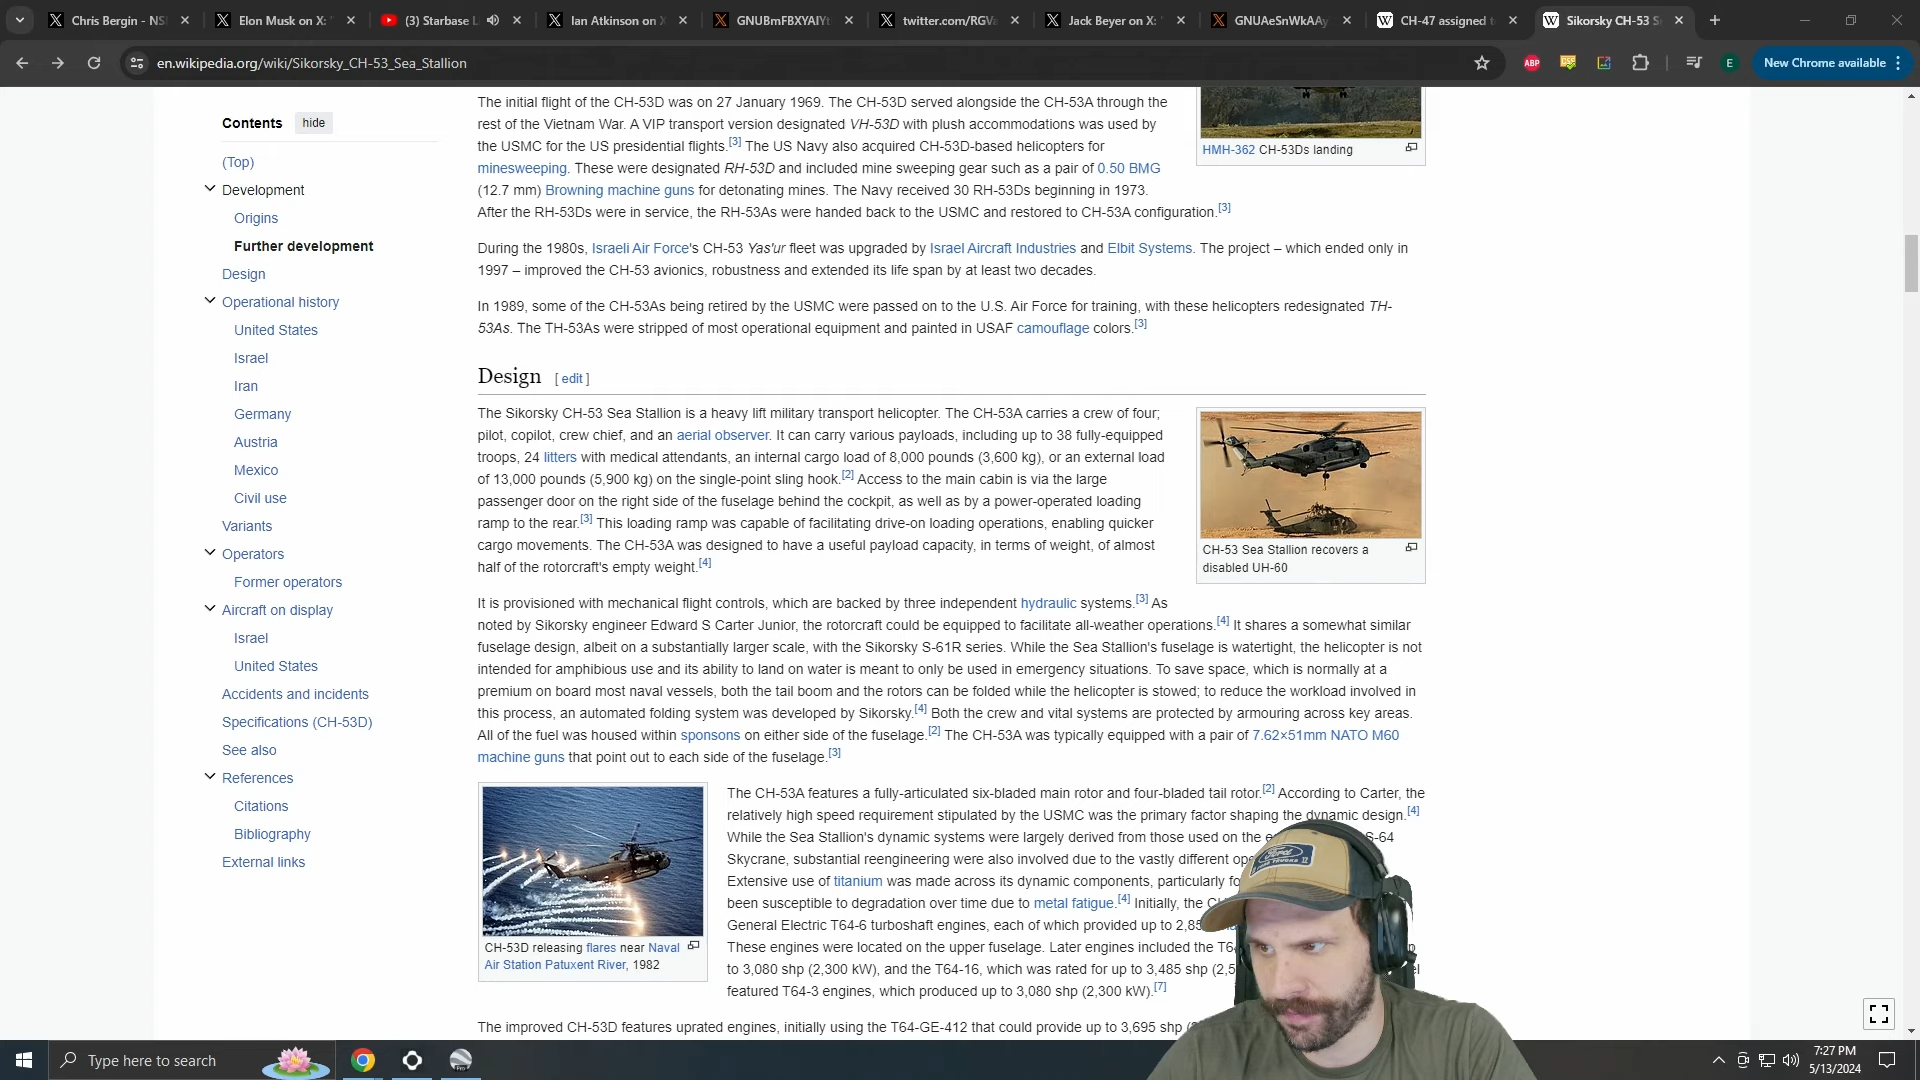 Chris Bergin - NS
Elon Musk on X:
(3) Starbase L
Ian Atkinson on X
GNUBmFBXYAIYt
twitter.com/RGV
Jack Beyer on X:
GNUAeSnWkAAy
CH-47 assigned t
Sikorsky CH-53 S
en.wikipedia.org/wiki/Sikorsky_CH-53_Sea_Stallion
ABP
E
New Chrome available
Contents hide
(Top)
Development
Origins
Further development
Design
Operational history
United States
Israel
Iran
Germany
Austria
Mexico
Civil use
Variants
Operators
Former operators
Aircraft on display
Israel
United States
Accidents and incidents
Specifications (CH-53D)
See also
References
Citations
Bibliography
External links
The initial flight of the CH-53D was on 27 January 1969. The CH-53D served alongside the CH-53A through the
rest of the Vietnam War. A VIP transport version designated VH-53D with plush accommodations was used by
the USMC for the US presidential flights.[3] The US Navy also acquired CH-53D-based helicopters for
minesweeping. These were designated RH-53D and included mine sweeping gear such as a pair of 0.50 BMG
(12.7 mm) Browning machine guns for detonating mines. The Navy received 30 RH-53Ds beginning in 1973.
After the RH-53Ds were in service, the RH-53As were handed back to the USMC and restored to CH-53A configuration.[3]
HMH-362 CH-53Ds landing
During the 1980s, Israeli Air Force's CH-53 Yas'ur fleet was upgraded by Israel Aircraft Industries and Elbit Systems. The project – which ended only in
1997 – improved the CH-53 avionics, robustness and extended its life span by at least two decades.
In 1989, some of the CH-53As being retired by the USMC were passed on to the U.S. Air Force for training, with these helicopters redesignated TH-
53As. The TH-53As were stripped of most operational equipment and painted in USAF camouflage colors.[3]
Design [ edit ]
The Sikorsky CH-53 Sea Stallion is a heavy lift military transport helicopter. The CH-53A carries a crew of four;
pilot, copilot, crew chief, and an aerial observer. It can carry various payloads, including up to 38 fully-equipped
troops, 24 litters with medical attendants, an internal cargo load of 8,000 pounds (3,600 kg), or an external load
of 13,000 pounds (5,900 kg) on the single-point sling hook.[2] Access to the main cabin is via the large
passenger door on the right side of the fuselage behind the cockpit, as well as by a power-operated loading
ramp to the rear.[3] This loading ramp was capable of facilitating drive-on loading operations, enabling quicker
cargo movements. The CH-53A was designed to have a useful payload capacity, in terms of weight, of almost
half of the rotorcraft's empty weight.[4]
CH-53 Sea Stallion recovers a
disabled UH-60
It is provisioned with mechanical flight controls, which are backed by three independent hydraulic systems.[3] As
noted by Sikorsky engineer Edward S Carter Junior, the rotorcraft could be equipped to facilitate all-weather operations.[4] It shares a somewhat similar
fuselage design, albeit on a substantially larger scale, with the Sikorsky S-61R series. While the Sea Stallion's fuselage is watertight, the helicopter is not
intended for amphibious use and its ability to land on water is meant to only be used in emergency situations. To save space, which is normally at a
premium on board most naval vessels, both the tail boom and the rotors can be folded while the helicopter is stowed; to reduce the workload involved in
this process, an automated folding system was developed by Sikorsky.[4] Both the crew and vital systems are protected by armouring across key areas.
All of the fuel was housed within sponsons on either side of the fuselage.[2] The CH-53A was typically equipped with a pair of 7.62×51mm NATO M60
machine guns that point out to each side of the fuselage.[3]
CH-53D releasing flares near Naval
Air Station Patuxent River, 1982
The CH-53A features a fully-articulated six-bladed main rotor and four-bladed tail rotor.[2] According to Carter, the
relatively high speed requirement stipulated by the USMC was the primary factor shaping the dynamic design.[4]
While the Sea Stallion's dynamic systems were largely derived from those used on the S-64
Skycrane, substantial reengineering were also involved due to the vastly different
Extensive use of titanium was made across its dynamic components, particularly
been susceptible to degradation over time due to metal fatigue.[4] Initially, the
General Electric T64-6 turboshaft engines, each of which provided up to
These engines were located on the upper fuselage. Later engines included the
to 3,080 shp (2,300 kW), and the T64-16, which was rated for up to 3,485 shp
featured T64-3 engines, which produced up to 3,080 shp (2,300 kW).[7]
The improved CH-53D features uprated engines, initially using the T64-GE-412 that could provide up to 3,695 shp
Ford
Type here to search
7:27 PM
5/13/2024